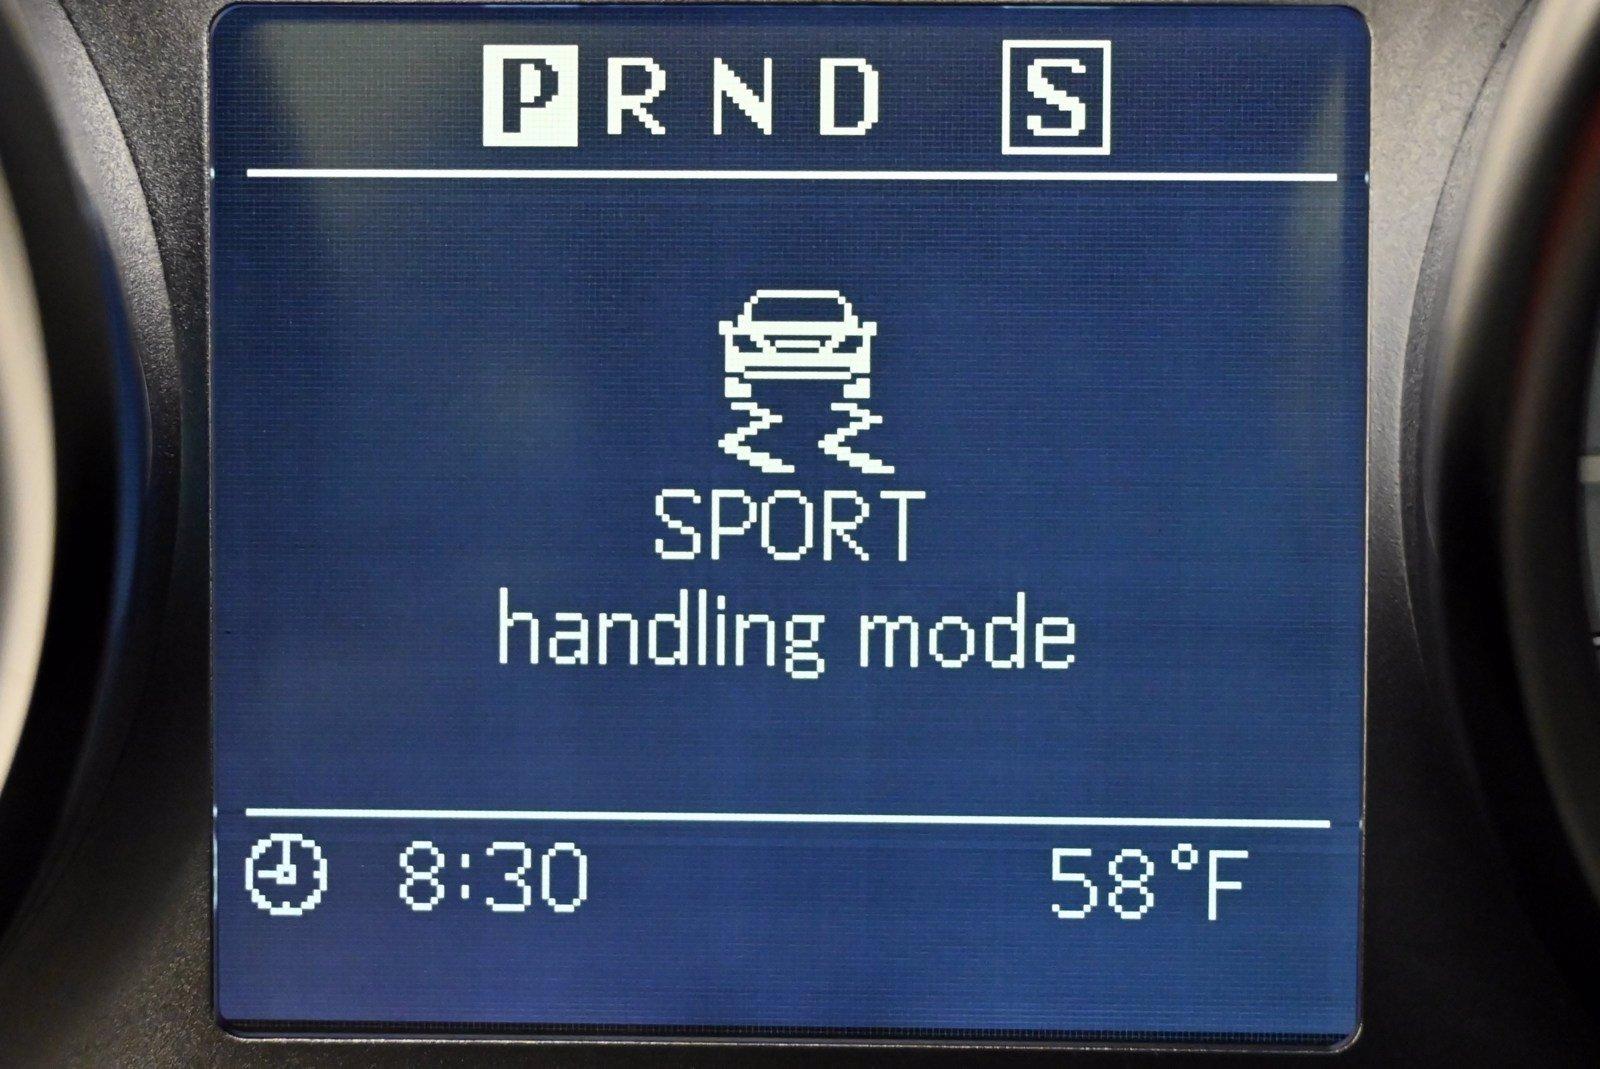 P R N D S
SPORT
handling mode
8:30 58°F